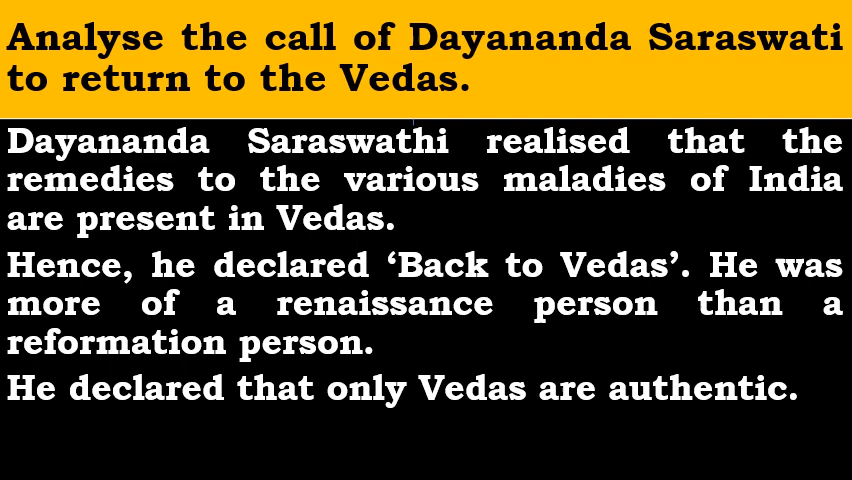 Analyse the call of Dayananda Saraswati
to return to the Vedas.
Dayananda Saraswathi realised that the
remedies to the various maladies of India
are present in Vedas.
Hence, he declared ‘Back to Vedas’. He was
more of a renaissance person than a
reformation person.
He declared that only Vedas are authentic.